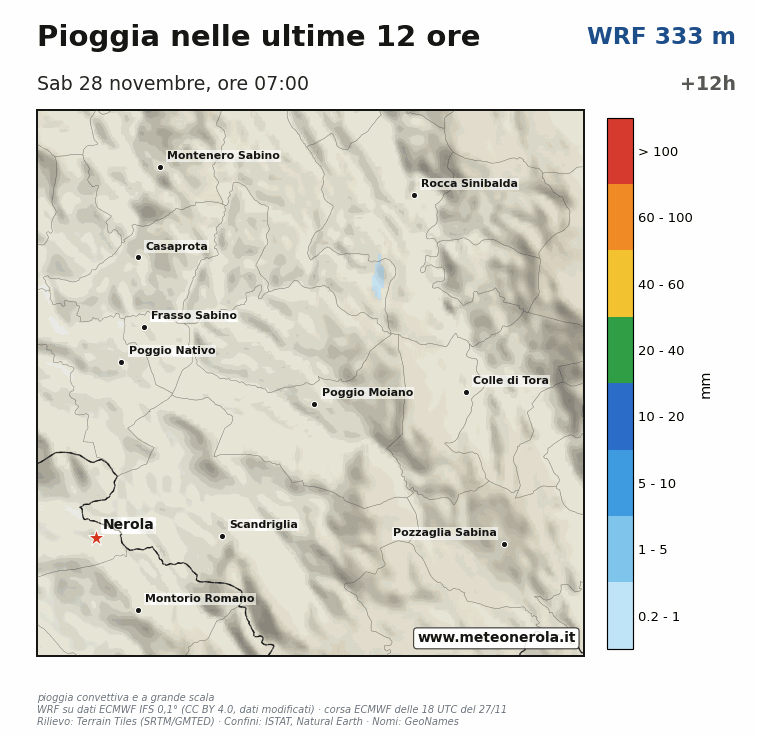 Pioggia nelle ultime 12 ore
WRF 333 m
Sab 28 novembre, ore 07:00
+12h
Montenero Sabino
Rocca Sinibalda
Casaprota
Frasso Sabino
Poggio Nativo
Colle di Tora
Poggio Moiano
Nerola
Scandriglia
Pozzaglia Sabina
Montorio Romano
www.meteonerola.it
> 100
60 - 100
40 - 60
20 - 40
10 - 20
5 - 10
1 - 5
0.2 - 1
mm
pioggia convettiva e a grande scala
WRF su dati ECMWF IFS 0,1° (CC BY 4.0, dati modificati) · corsa ECMWF delle 18 UTC del 27/11
Rilievo: Terrain Tiles (SRTM/GMTED) · Confini: ISTAT, Natural Earth · Nomi: GeoNames